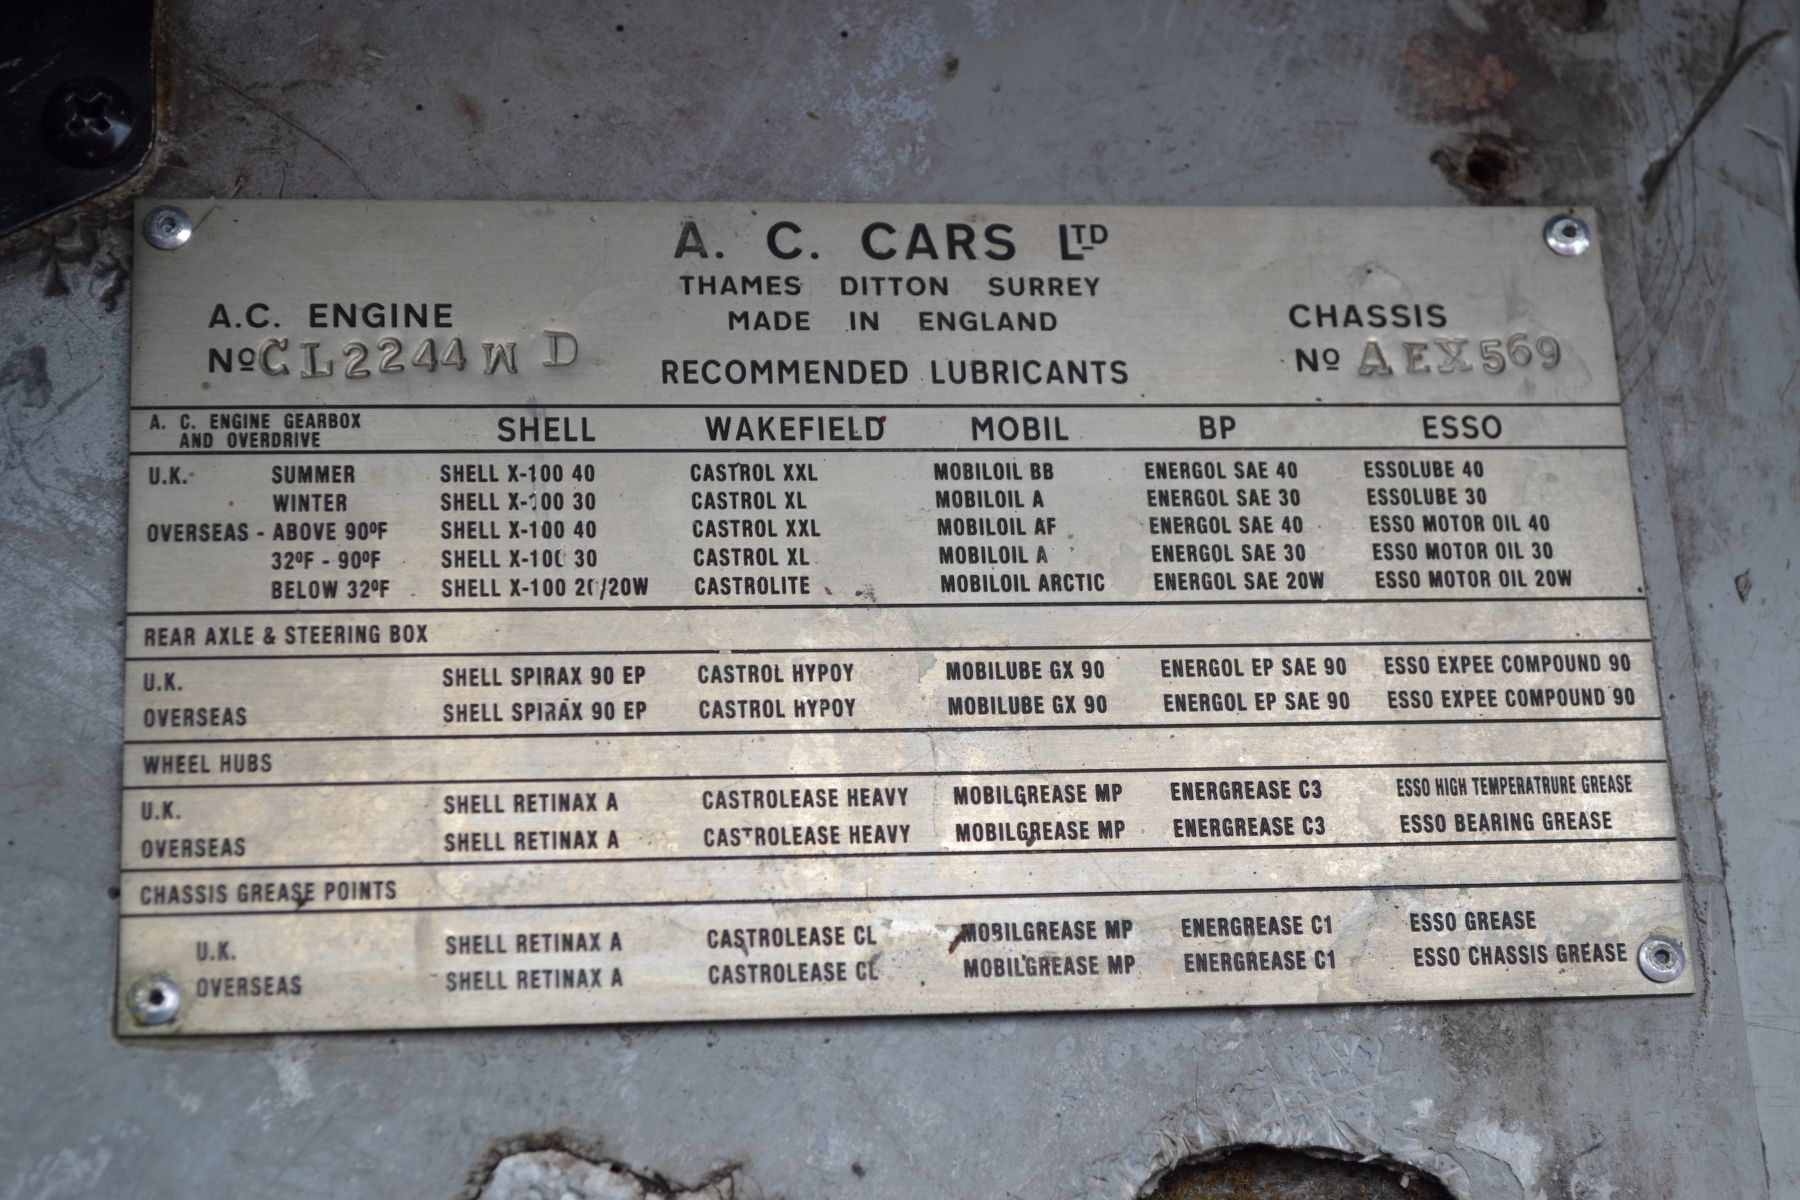 A. C. CARS LTD
THAMES DITTON SURREY
MADE IN ENGLAND
A.C. ENGINE
Nº CL2244WD
CHASSIS
Nº AEX569
RECOMMENDED LUBRICANTS
A. C. ENGINE GEARBOX
AND OVERDRIVE
SHELL WAKEFIELD MOBIL BP ESSO
U.K. SUMMER SHELL X-100 40 CASTROL XXL MOBILOIL BB ENERGOL SAE 40 ESSOLUBE 40
WINTER SHELL X-100 30 CASTROL XL MOBILOIL A ENERGOL SAE 30 ESSOLUBE 30
OVERSEAS - ABOVE 90ºF SHELL X-100 40 CASTROL XXL MOBILOIL AF ENERGOL SAE 40 ESSO MOTOR OIL 40
32ºF - 90ºF SHELL X-100 30 CASTROL XL MOBILOIL A ENERGOL SAE 30 ESSO MOTOR OIL 30
BELOW 32ºF SHELL X-100 20/20W CASTROLITE MOBILOIL ARCTIC ENERGOL SAE 20W ESSO MOTOR OIL 20W
REAR AXLE & STEERING BOX
U.K. SHELL SPIRAX 90 EP CASTROL HYPOY MOBILUBE GX 90 ENERGOL EP SAE 90 ESSO EXPEE COMPOUND 90
OVERSEAS SHELL SPIRAX 90 EP CASTROL HYPOY MOBILUBE GX 90 ENERGOL EP SAE 90 ESSO EXPEE COMPOUND 90
WHEEL HUBS
U.K. SHELL RETINAX A CASTROLEASE HEAVY MOBILGREASE MP ENERGREASE C3 ESSO HIGH TEMPERATRURE GREASE
OVERSEAS SHELL RETINAX A CASTROLEASE HEAVY MOBILGREASE MP ENERGREASE C3 ESSO BEARING GREASE
CHASSIS GREASE POINTS
U.K. SHELL RETINAX A CASTROLEASE CL MOBILGREASE MP ENERGREASE C1 ESSO GREASE
OVERSEAS SHELL RETINAX A CASTROLEASE CL MOBILGREASE MP ENERGREASE C1 ESSO CHASSIS GREASE